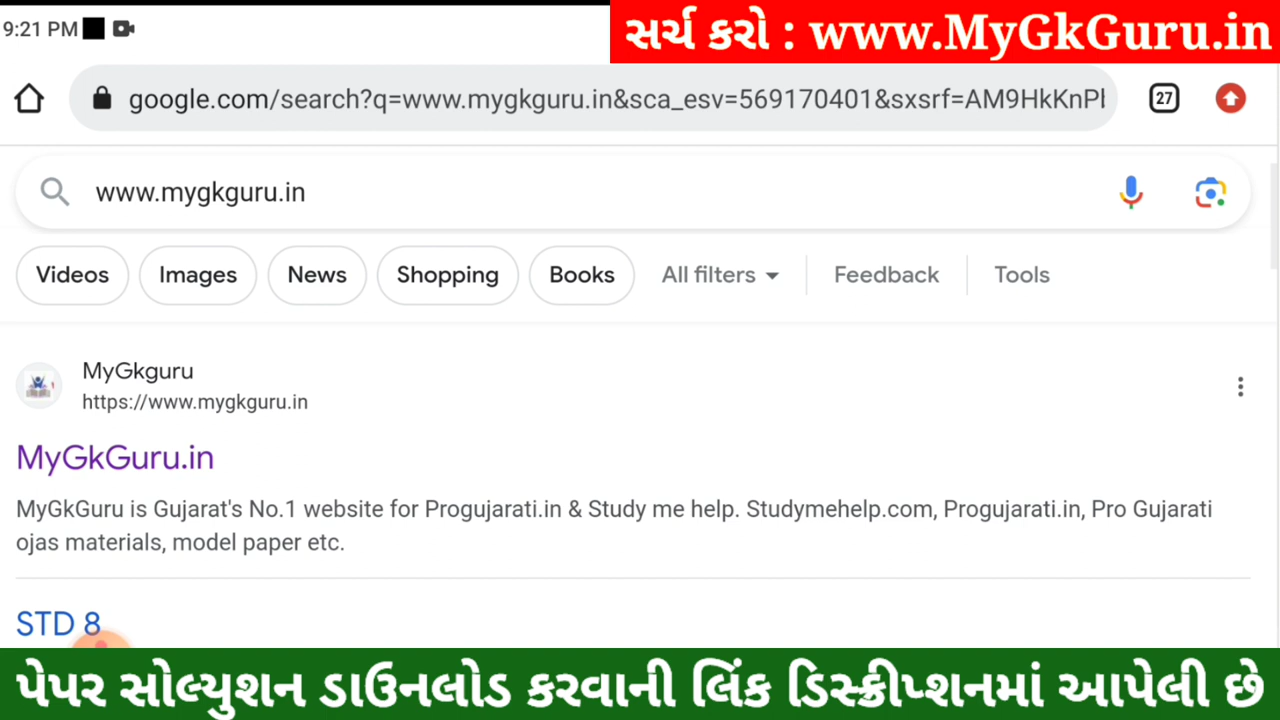 9:21 PM
સર્ચ કરો : www.MyGkGuru.in
google.com/search?q=www.mygkguru.in&sca_esv=569170401&sxsrf=AM9HkKnPl
27
www.mygkguru.in
Videos Images News Shopping Books All filters Feedback Tools
MyGkguru
https://www.mygkguru.in
MyGkGuru.in
MyGkGuru is Gujarat's No.1 website for Progujarati.in & Study me help. Studymehelp.com, Progujarati.in, Pro Gujarati
ojas materials, model paper etc.
STD 8
પેપર સોલ્યુશન ડાઉનલોડ કરવાની લિંક ડિસ્ક્રીપ્શનમાં આપેલી છે